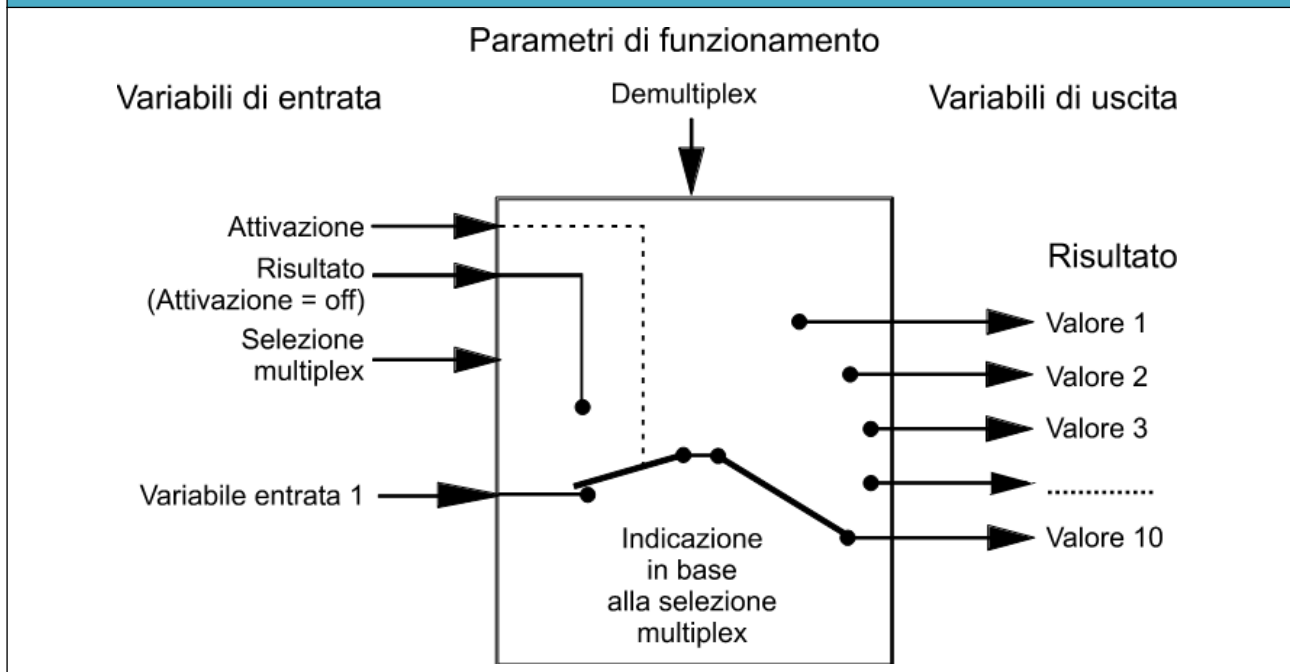 Parametri di funzionamento
Variabili di entrata
Demultiplex
Variabili di uscita
Attivazione
Risultato
(Attivazione = off)
Selezione
multiplex
Variabile entrata 1
Indicazione
in base
alla selezione
multiplex
Risultato
Valore 1
Valore 2
Valore 3
..............
Valore 10